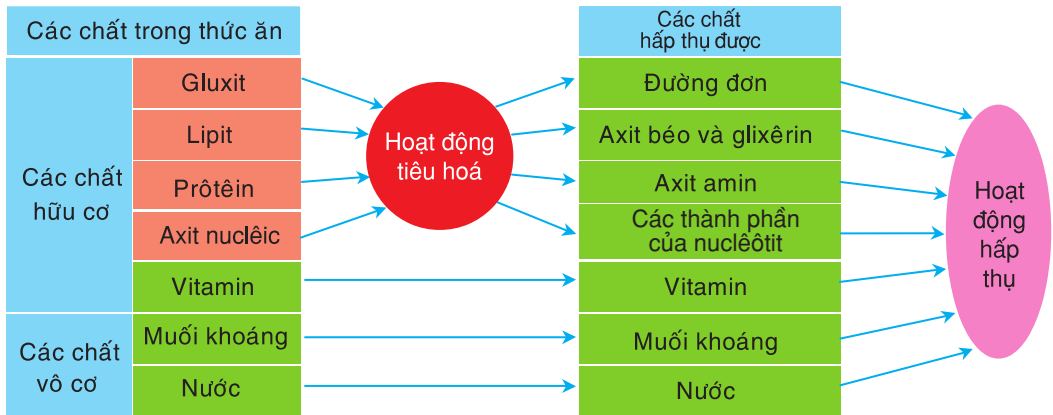 Các chất trong thức ăn
Các chất
hữu cơ
Gluxit
Lipit
Prôtêin
Axit nuclêic
Vitamin
Các chất
vô cơ
Muối khoáng
Nước
Hoạt động
tiêu hoá
Các chất
hấp thụ được
Đường đơn
Axit béo và glixêrin
Axit amin
Các thành phần
của nuclêôtit
Vitamin
Muối khoáng
Nước
Hoạt
động
hấp
thụ